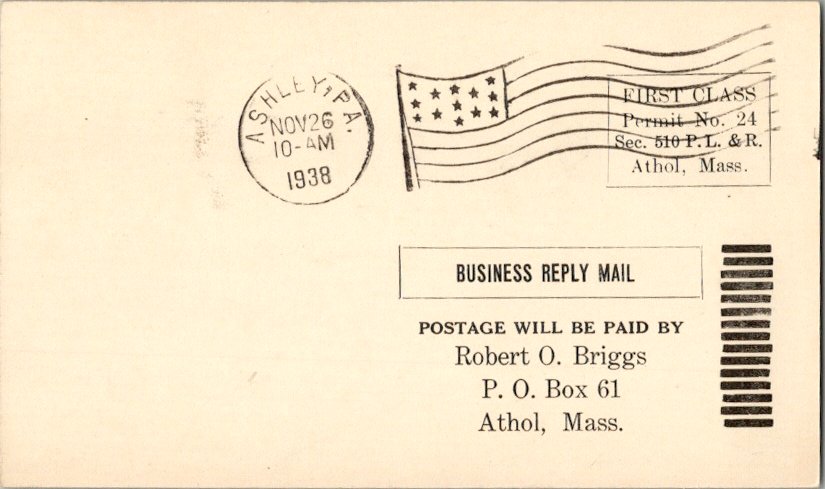 ASHLEY, PA.
NOV 26
10-AM
1938
FIRST CLASS
Permit No. 24
Sec. 510 P. L. & R.
Athol, Mass.
BUSINESS REPLY MAIL
POSTAGE WILL BE PAID BY
Robert O. Briggs
P. O. Box 61
Athol, Mass.